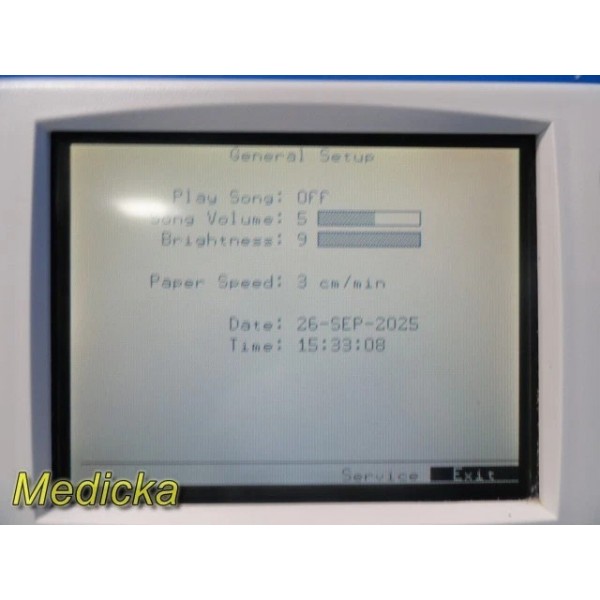 General Setup
Play Song: Off
Song Volume: 5
Brightness: 9
Paper Speed: 3 cm/min
Date: 26-SEP-2025
Time: 15:33:08
Service Exit
Medicka